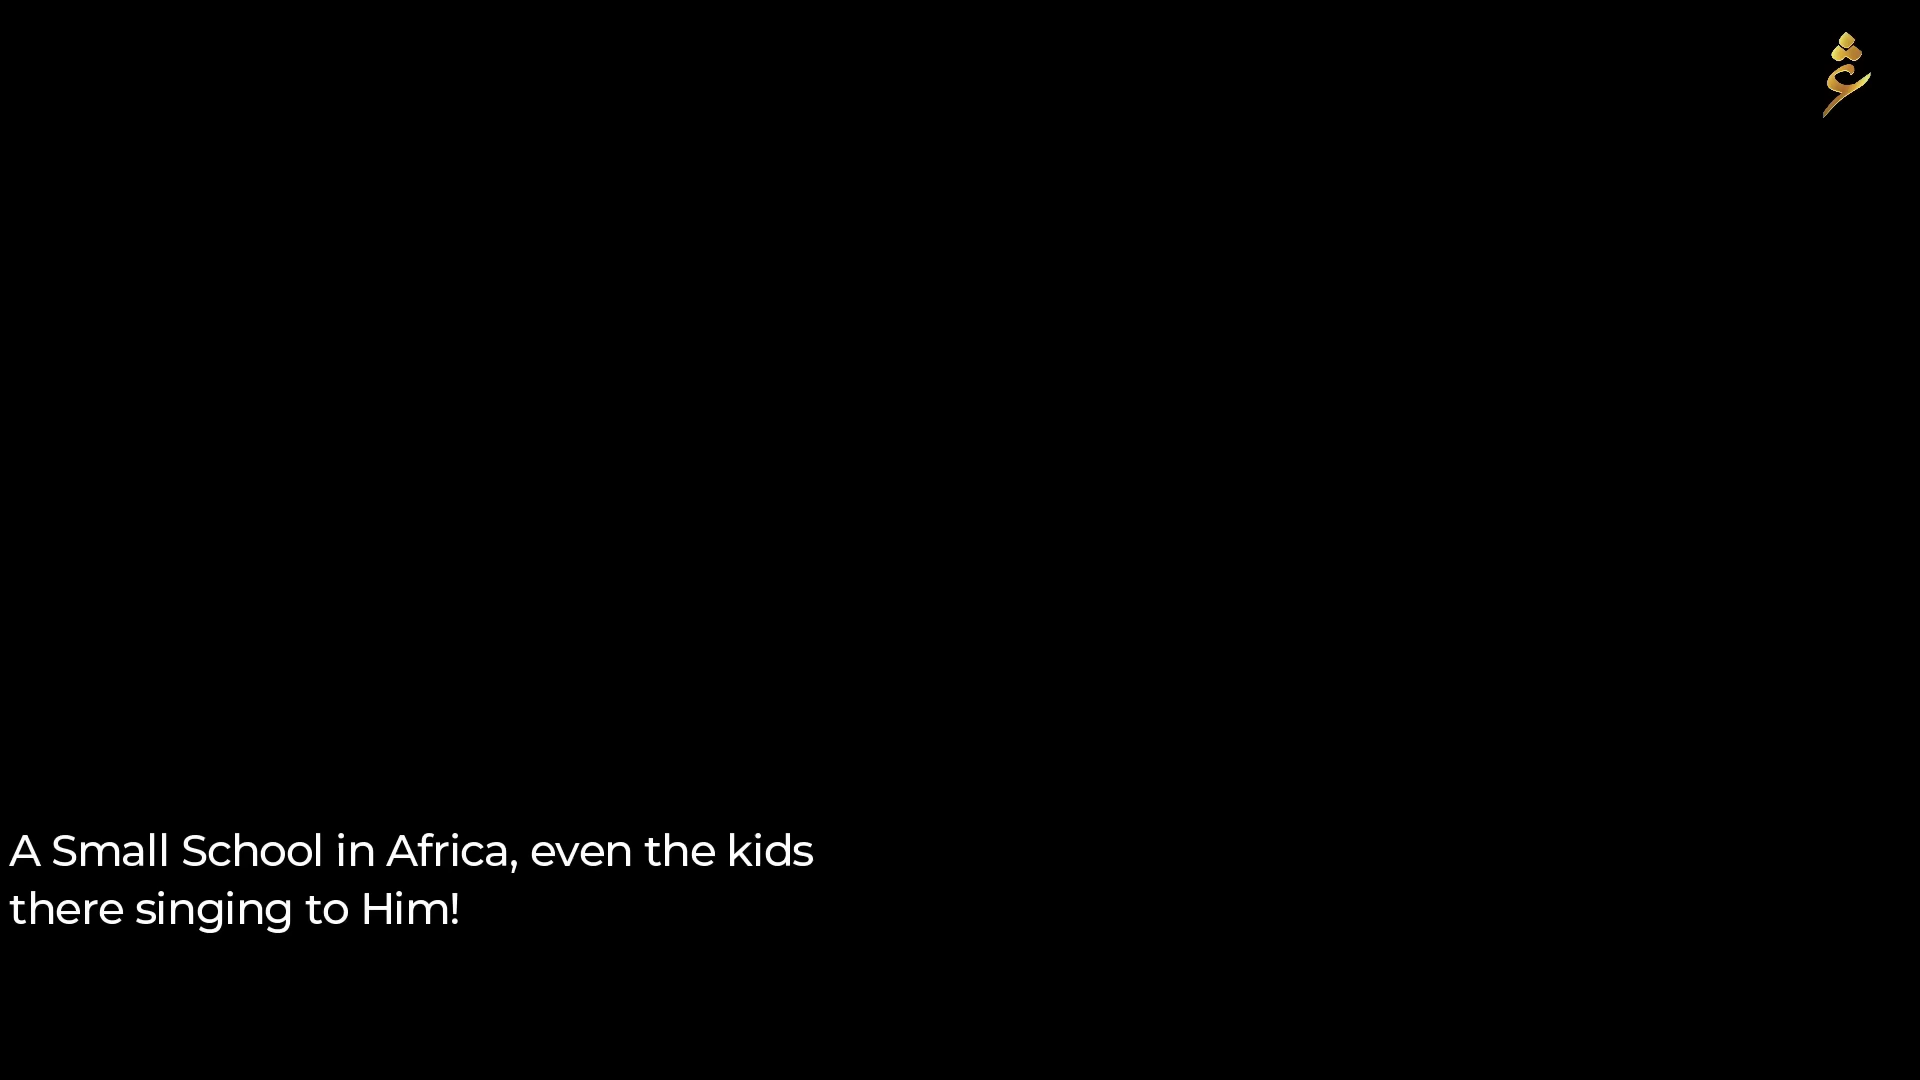 A Small School in Africa, even the kids
there singing to Him!